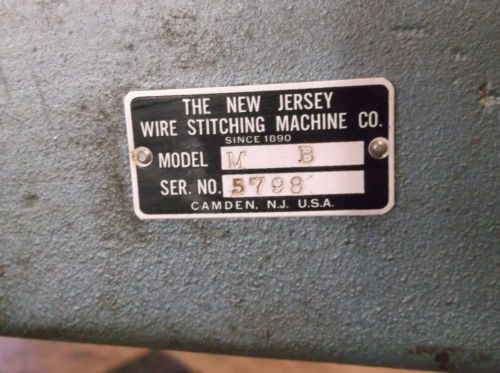 THE NEW JERSEY
WIRE STITCHING MACHINE CO.
SINCE 1890
MODEL M B
SER. NO. 5798
CAMDEN, N.J. U.S.A.